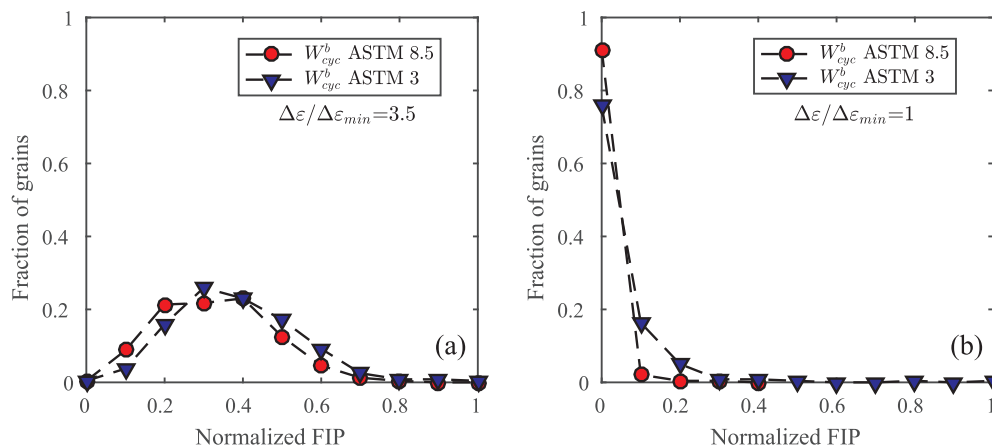 1
0.8
0.6
0.4
0.2
0
Fraction of grains
W^b_cyc ASTM 8.5
W^b_cyc ASTM 3
Δε/Δε_min=3.5
(a)
0 0.2 0.4 0.6 0.8 1
Normalized FIP
1
0.8
0.6
0.4
0.2
0
Fraction of grains
W^b_cyc ASTM 8.5
W^b_cyc ASTM 3
Δε/Δε_min=1
(b)
0 0.2 0.4 0.6 0.8 1
Normalized FIP